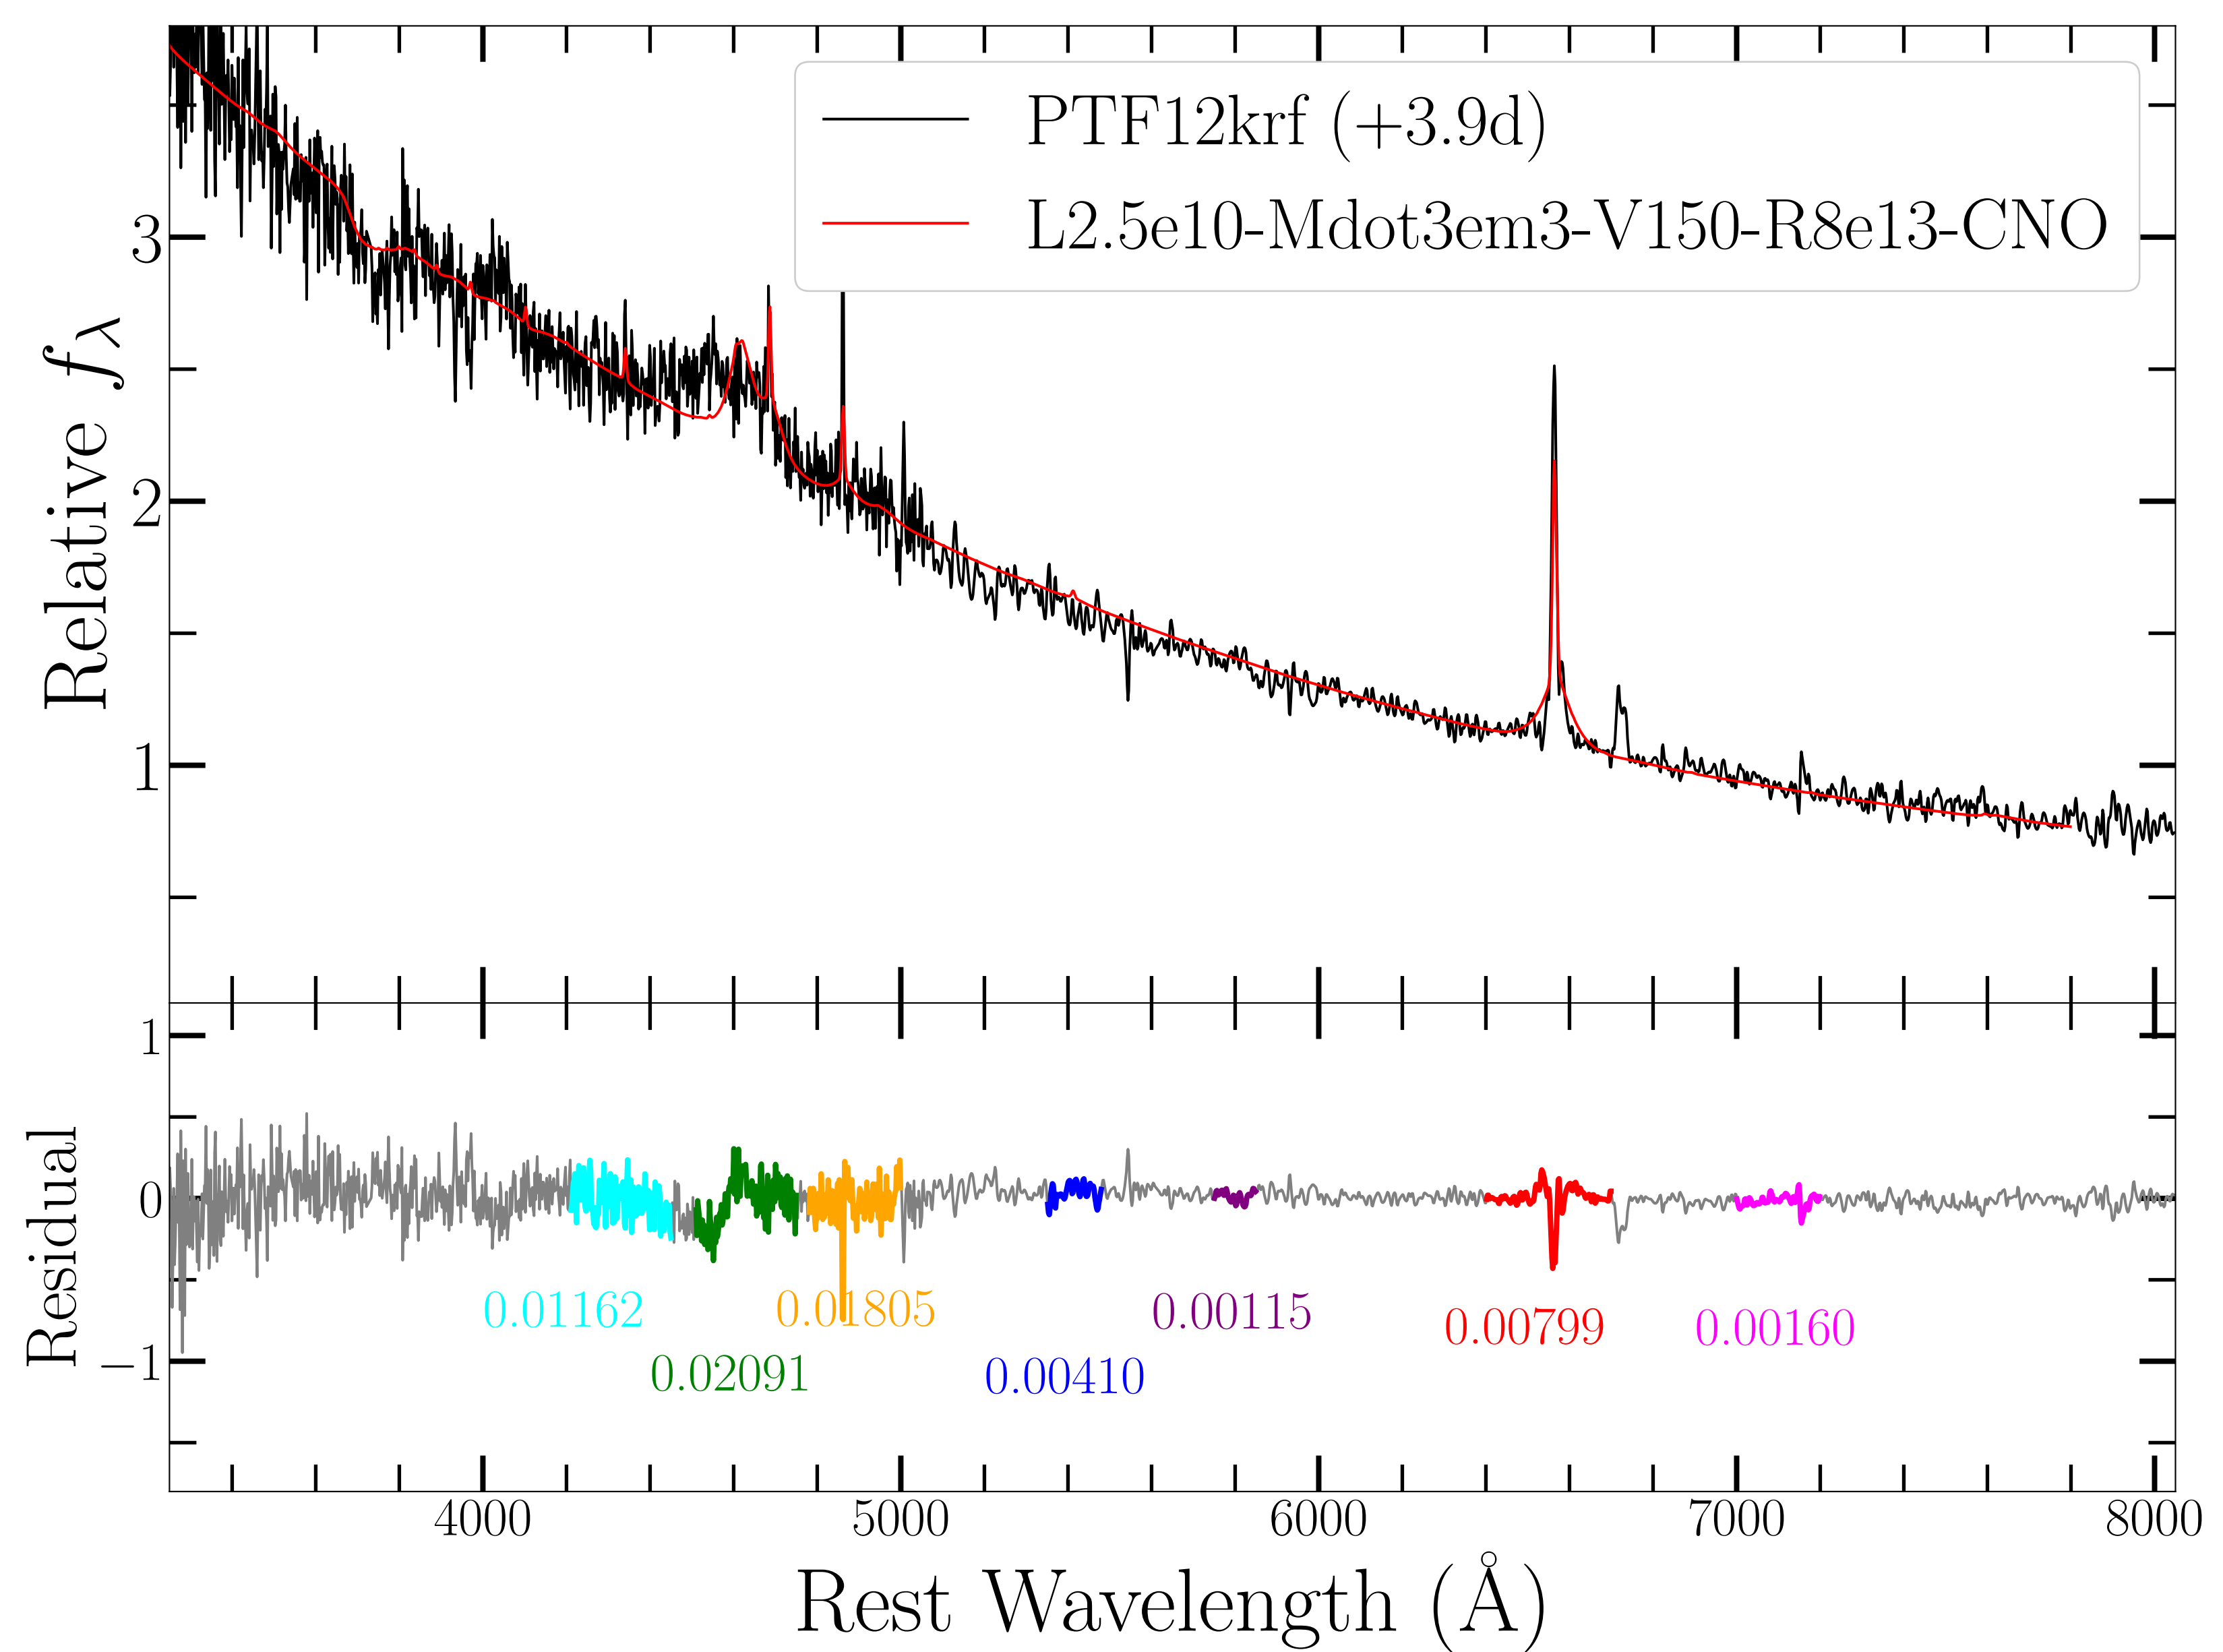 PTF12krf (+3.9d)
L2.5e10-Mdot3em3-V150-R8e13-CNO
Relative fλ
3
2
1
Residual
1
0
−1
0.01162
0.02091
0.01805
0.00410
0.00115
0.00799
0.00160
4000 5000 6000 7000 8000
Rest Wavelength (Å)